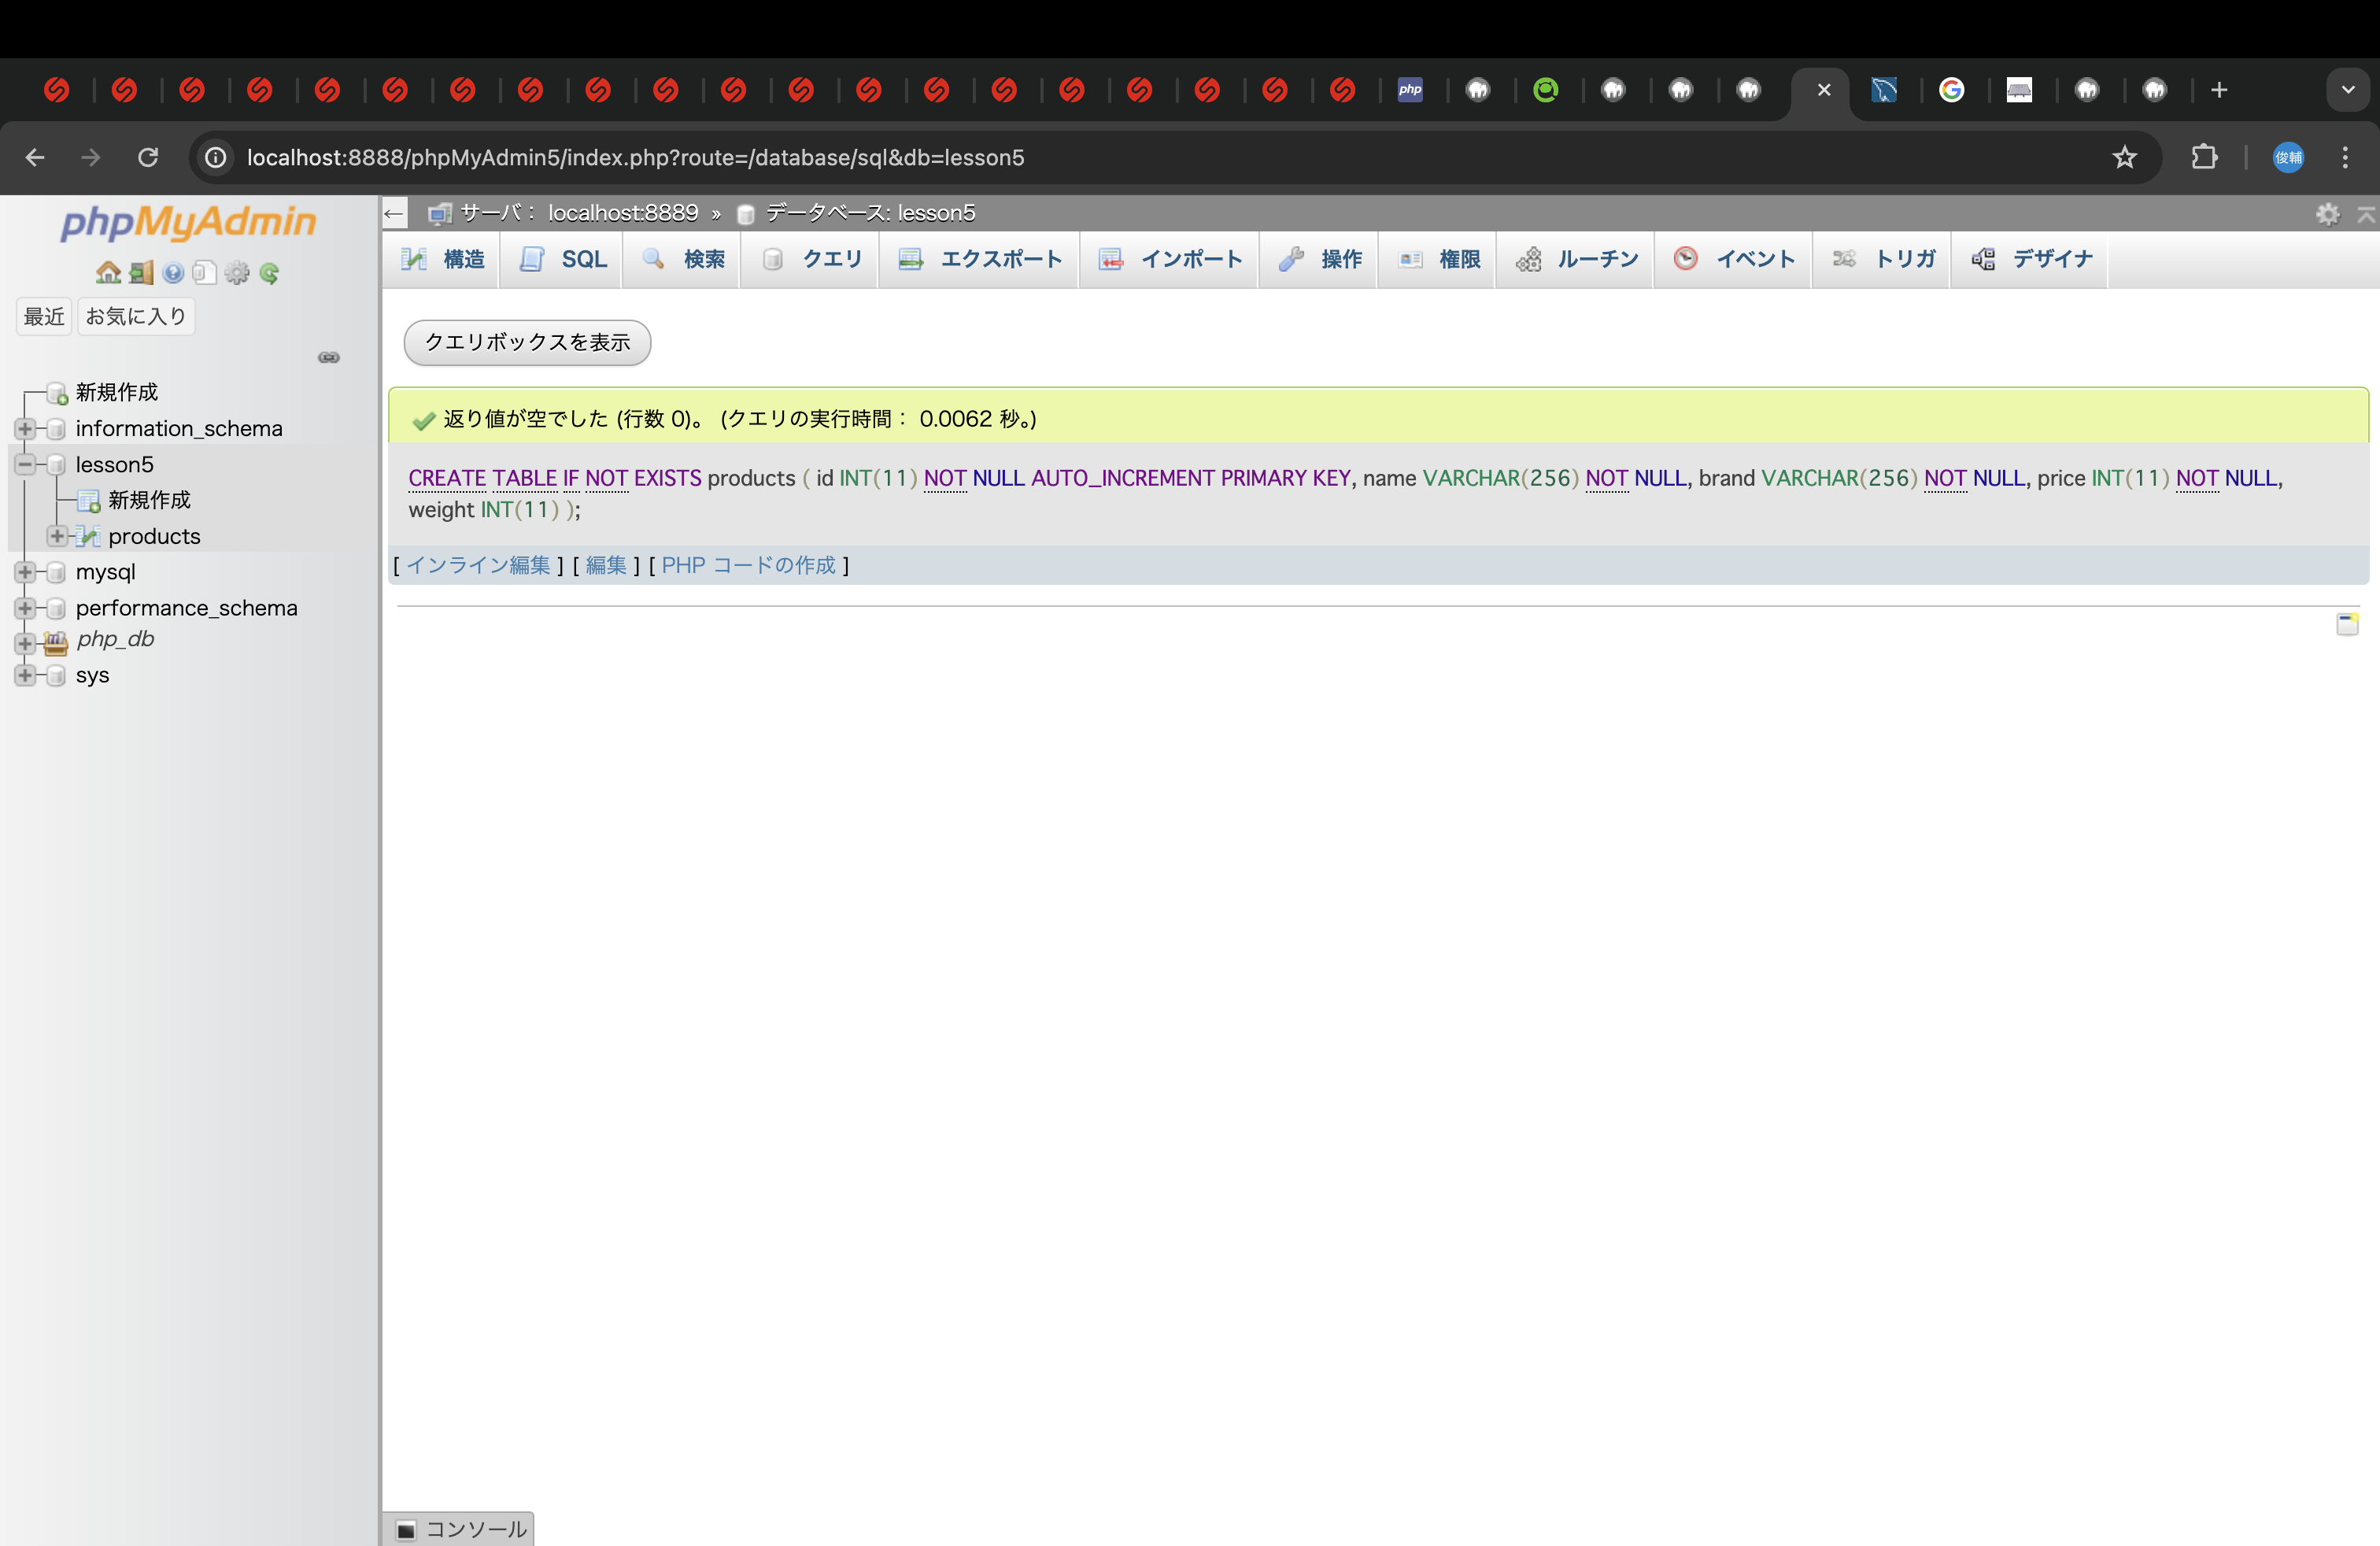 php
localhost:8888/phpMyAdmin5/index.php?route=/database/sql&db=lesson5
俊輔
phpMyAdmin
最近 お気に入り
新規作成
information_schema
lesson5
新規作成
products
mysql
performance_schema
php_db
sys
サーバ： localhost:8889 » データベース: lesson5
構造 SQL 検索 クエリ エクスポート インポート 操作 権限 ルーチン イベント トリガ デザイナ
クエリボックスを表示
返り値が空でした (行数 0)。 (クエリの実行時間： 0.0062 秒。)
CREATE TABLE IF NOT EXISTS products ( id INT(11) NOT NULL AUTO_INCREMENT PRIMARY KEY, name VARCHAR(256) NOT NULL, brand VARCHAR(256) NOT NULL, price INT(11) NOT NULL,
weight INT(11) );
[ インライン編集 ] [ 編集 ] [ PHP コードの作成 ]
コンソール